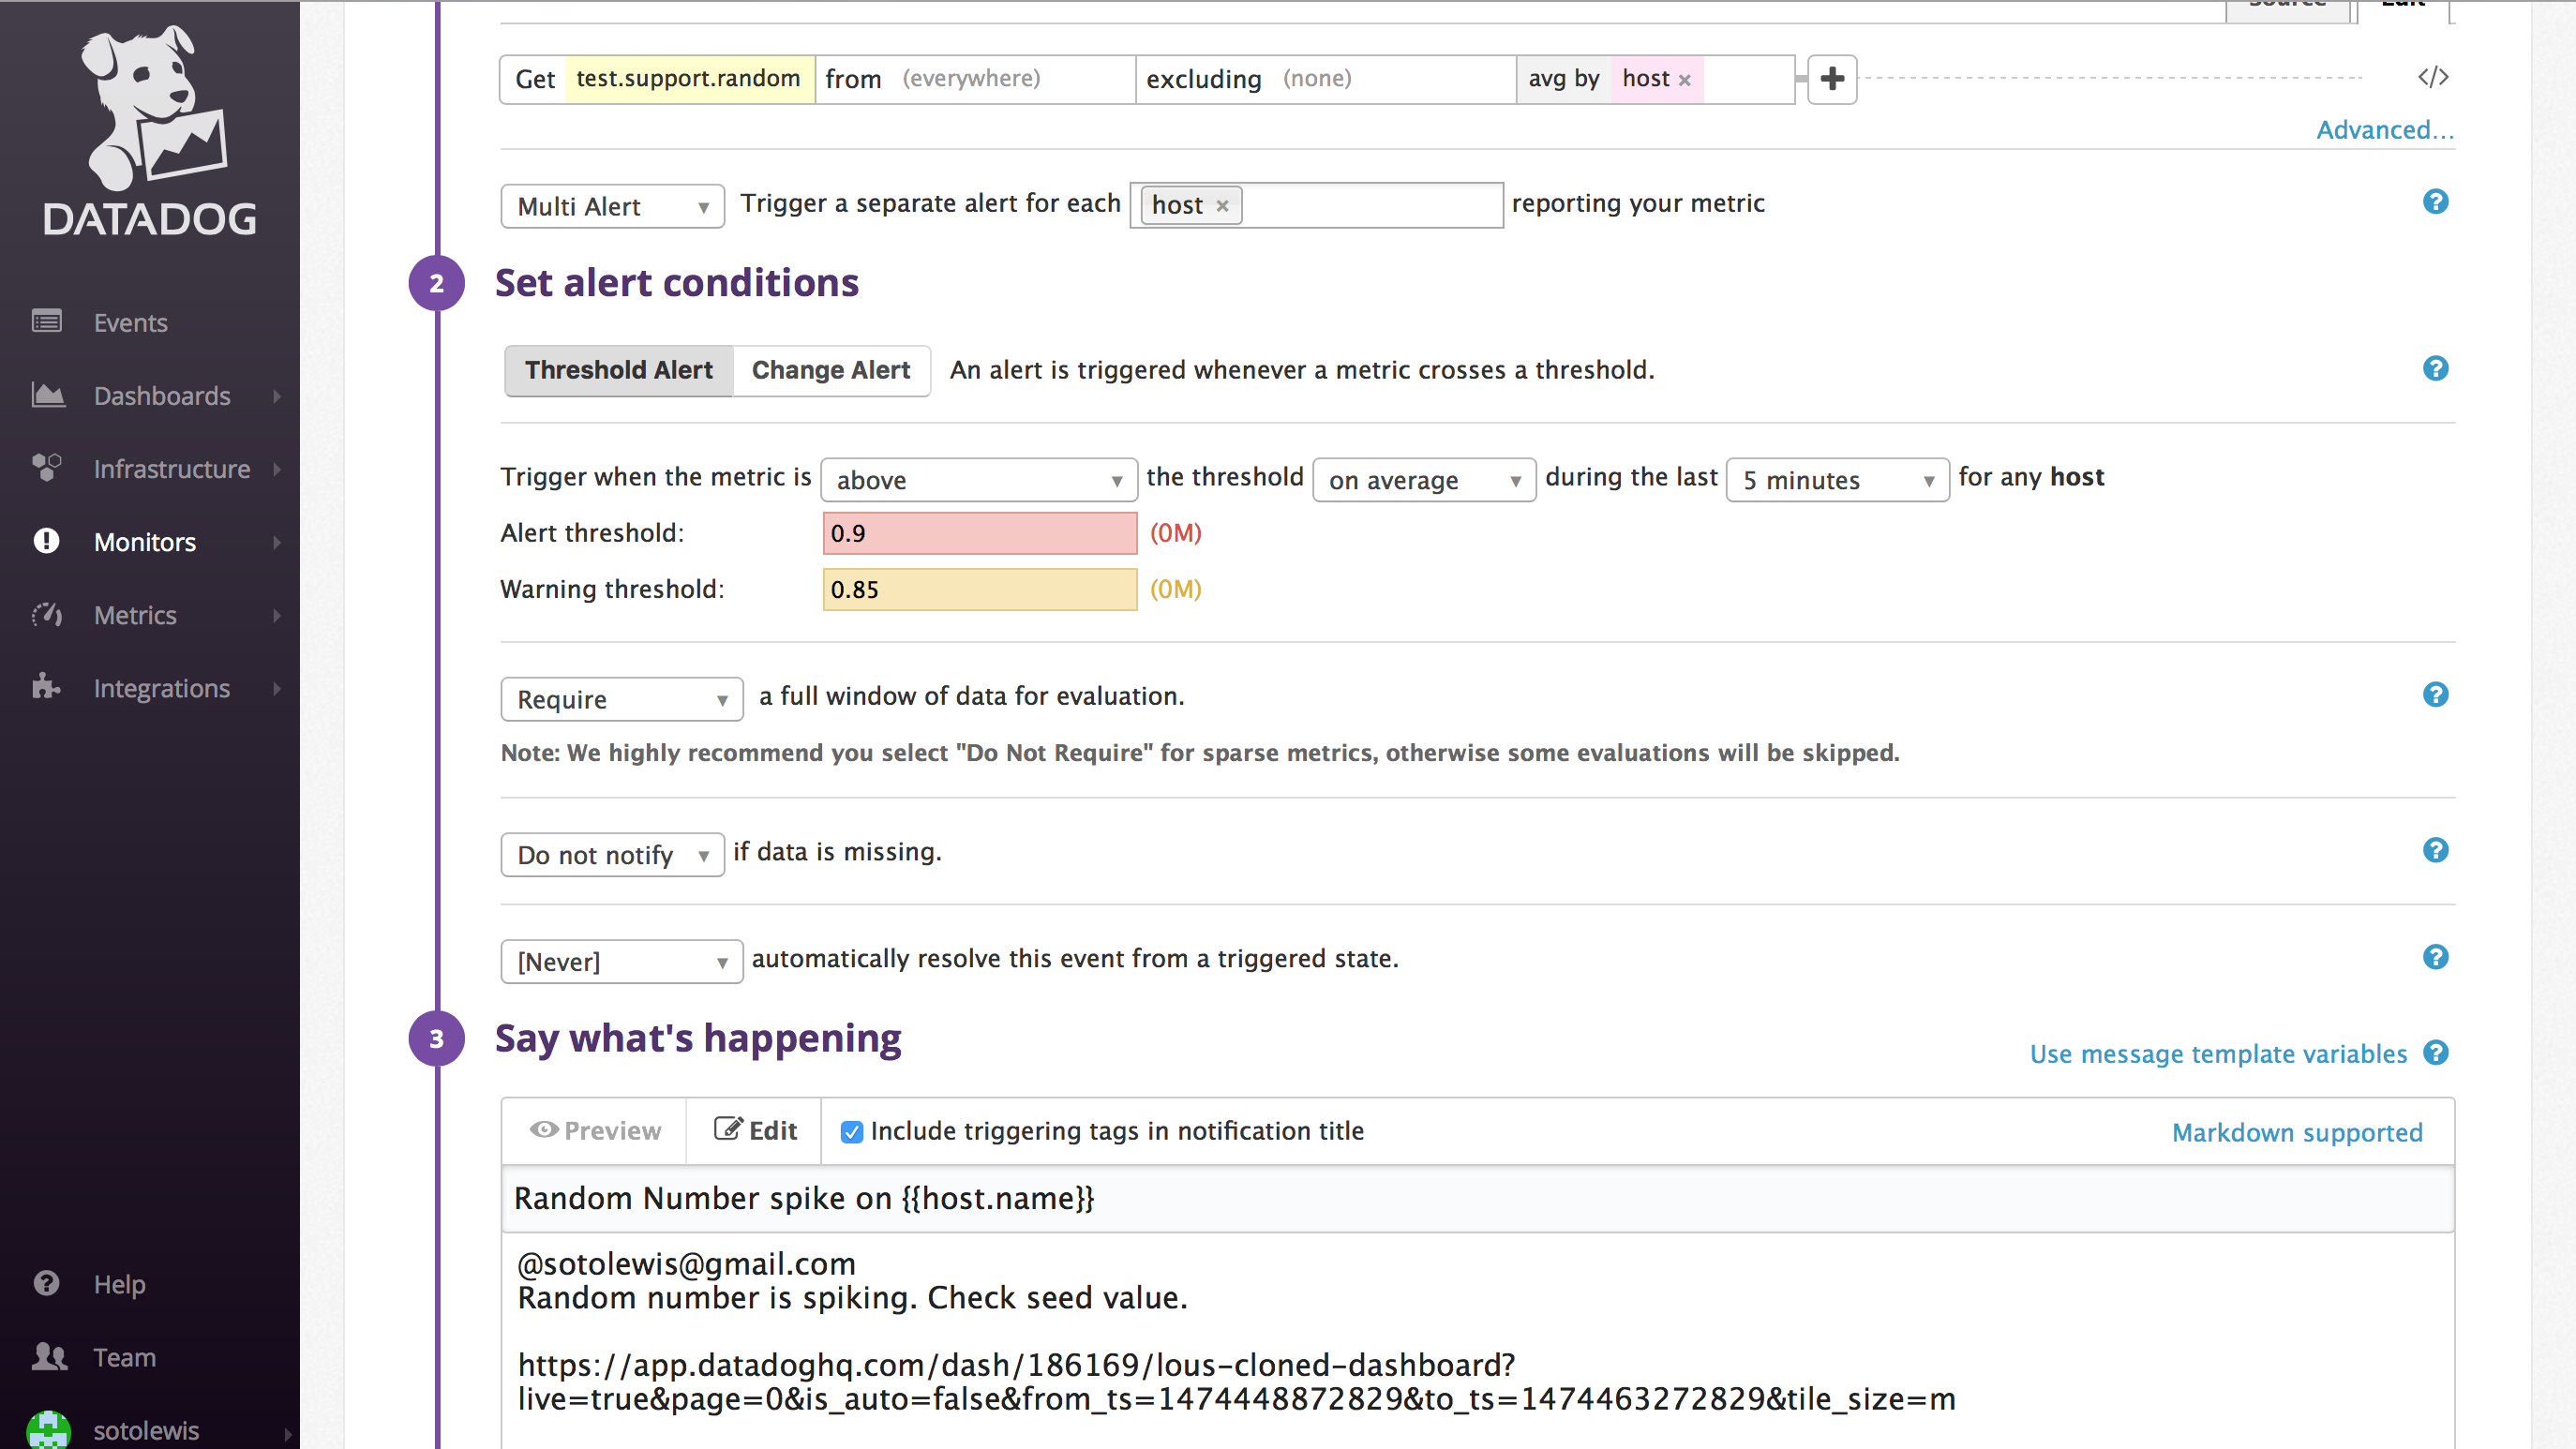 Source Edit
DATADOG
Events
Dashboards
Infrastructure
Monitors
Metrics
Integrations
Help
Team
sotolewis
Get test.support.random from (everywhere) excluding (none) avg by host × + </>
Advanced...
Multi Alert Trigger a separate alert for each host × reporting your metric ?
2 Set alert conditions
Threshold Alert Change Alert An alert is triggered whenever a metric crosses a threshold. ?
Trigger when the metric is above the threshold on average during the last 5 minutes for any host
Alert threshold: 0.9 (0M)
Warning threshold: 0.85 (0M)
Require a full window of data for evaluation. ?
Note: We highly recommend you select "Do Not Require" for sparse metrics, otherwise some evaluations will be skipped.
Do not notify if data is missing. ?
[Never] automatically resolve this event from a triggered state. ?
3 Say what's happening
Use message template variables ?
Preview Edit Include triggering tags in notification title Markdown supported
Random Number spike on {{host.name}}
@sotolewis@gmail.com
Random number is spiking. Check seed value.
https://app.datadoghq.com/dash/186169/lous-cloned-dashboard?
live=true&page=0&is_auto=false&from_ts=1474448872829&to_ts=1474463272829&tile_size=m